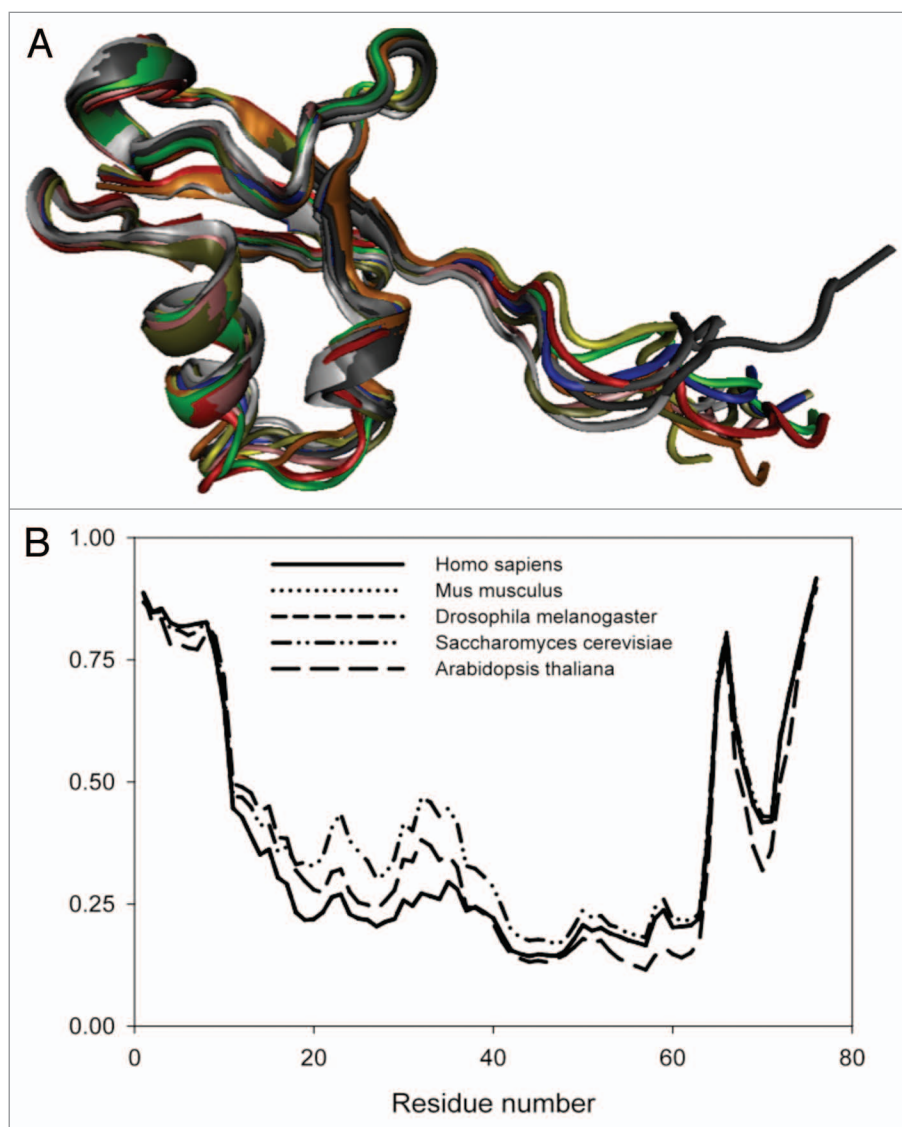 A
B
1.00
Homo sapiens
Mus musculus
Drosophila melanogaster
Saccharomyces cerevisiae
Arabidopsis thaliana
0.75
0.50
0.25
0.00
0 20 40 60 80
Residue number